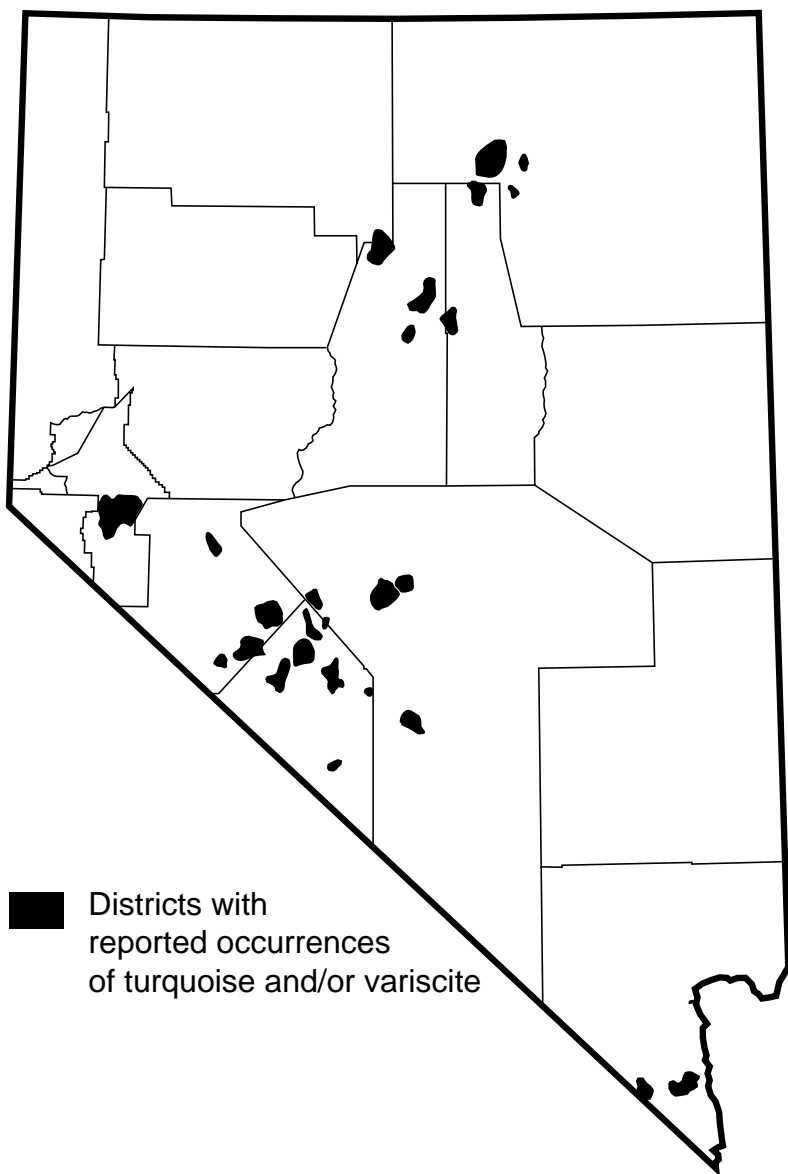 Districts with
reported occurrences
of turquoise and/or variscite